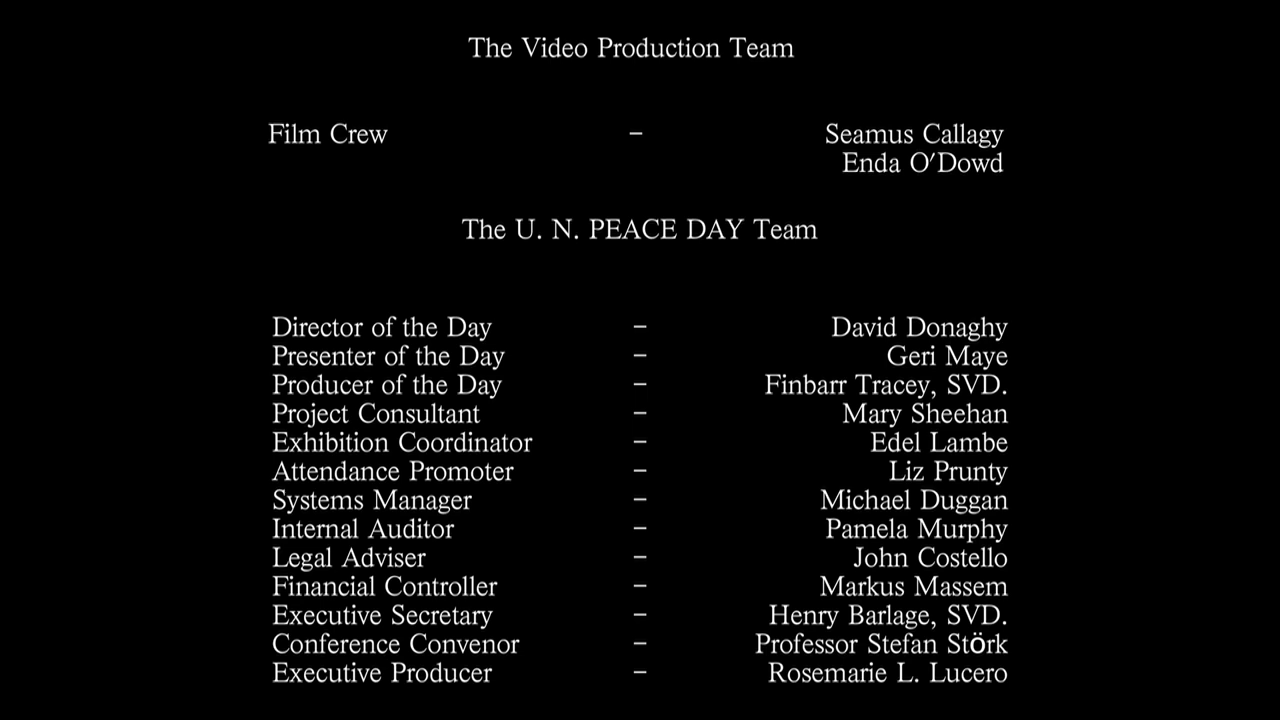 The Video Production Team
Film Crew – Seamus Callagy
Enda O'Dowd
The U. N. PEACE DAY Team
Director of the Day – David Donaghy
Presenter of the Day – Geri Maye
Producer of the Day – Finbarr Tracey, SVD.
Project Consultant – Mary Sheehan
Exhibition Coordinator – Edel Lambe
Attendance Promoter – Liz Prunty
Systems Manager – Michael Duggan
Internal Auditor – Pamela Murphy
Legal Adviser – John Costello
Financial Controller – Markus Massem
Executive Secretary – Henry Barlage, SVD.
Conference Convenor – Professor Stefan StÖrk
Executive Producer – Rosemarie L. Lucero